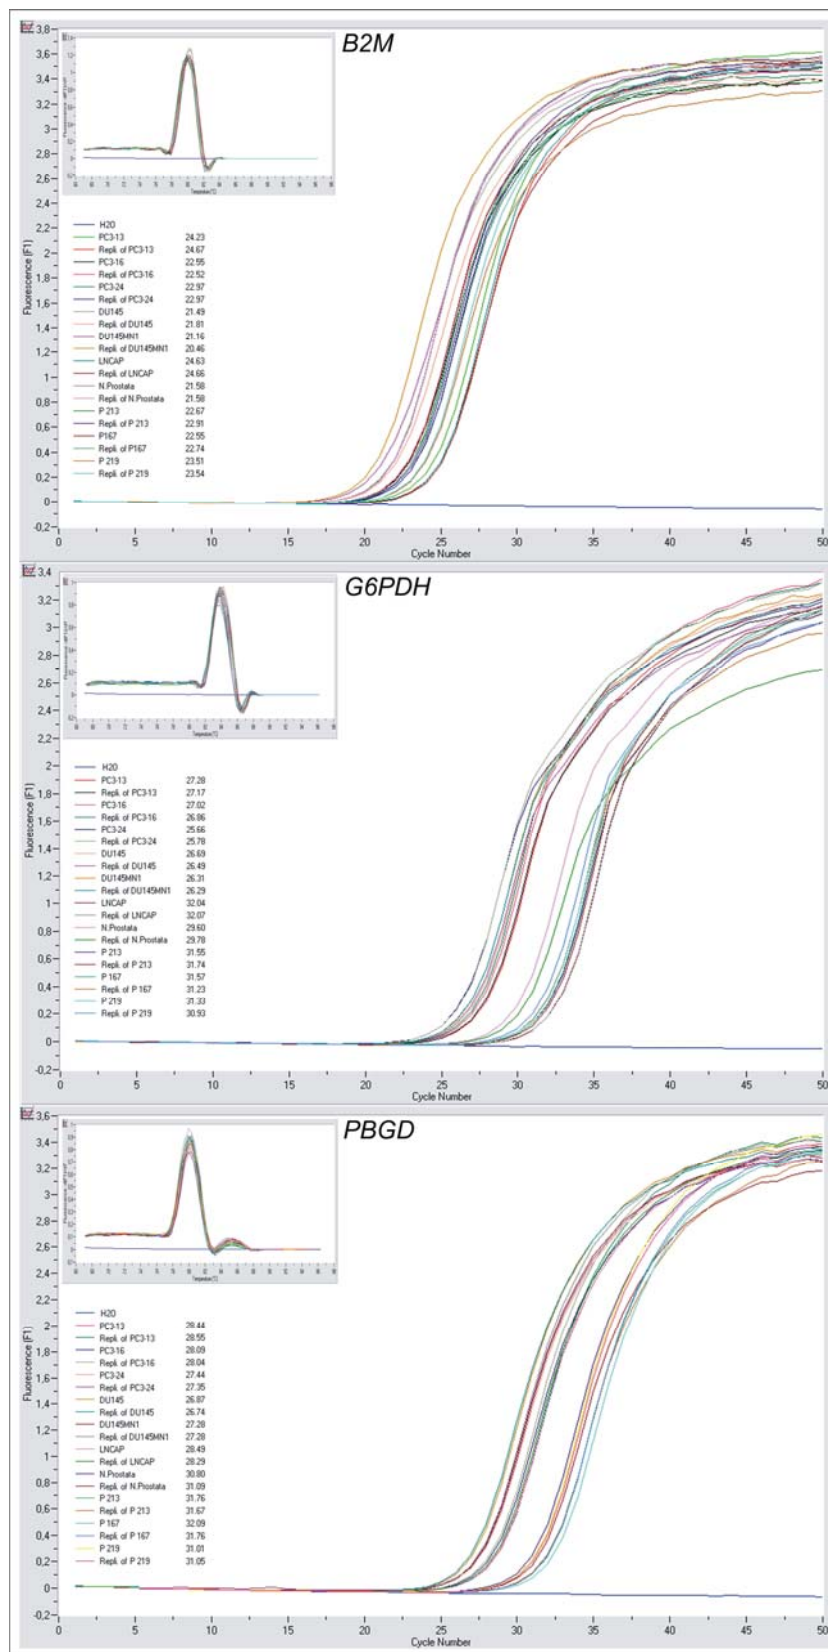 B2M
3,8
3,6
3,4
3,2
3
2,8
2,6
2,4
2,2
2
1,8
1,6
1,4
1,2
1
0,8
0,6
0,4
0,2
0
-0,2
Fluorescence (F1)
H2O
PC3-13 24.23
Repli. of PC3-13 24.67
PC3-16 22.55
Repli. of PC3-16 22.52
PC3-24 22.97
Repli. of PC3-24 22.97
DU145 21.49
Repli. of DU145 21.81
DU145MN1 21.16
Repli. of DU145MN1 20.46
LNCAP 24.63
Repli. of LNCAP 24.66
N.Prostata 21.58
Repli. of N.Prostata 21.58
P 213 22.67
Repli. of P 213 22.91
P167 22.55
Repli. of P167 22.74
P 219 23.51
Repli. of P 219 23.54
0 5 10 15 20 25 30 35 40 45 50
Cycle Number
G6PDH
3,4
3,2
3
2,8
2,6
2,4
2,2
2
1,8
1,6
1,4
1,2
1
0,8
0,6
0,4
0,2
0
-0,2
Fluorescence (F1)
H2O
PC3-13 27.28
Repli. of PC3-13 27.17
PC3-16 27.02
Repli. of PC3-16 26.86
PC3-24 25.66
Repli. of PC3-24 25.78
DU145 26.69
Repli. of DU145 26.49
DU145MN1 26.31
Repli. of DU145MN1 26.29
LNCAP 32.04
Repli. of LNCAP 32.07
N.Prostata 29.60
Repli. of N.Prostata 29.78
P 213 31.55
Repli. of P 213 31.74
P 167 31.57
Repli. of P 167 31.23
P 219 31.33
Repli. of P 219 30.93
0 5 10 15 20 25 30 35 40 45 50
Cycle Number
PBGD
3,6
3,4
3,2
3
2,8
2,6
2,4
2,2
2
1,8
1,6
1,4
1,2
1
0,8
0,6
0,4
0,2
0
-0,2
Fluorescence (F1)
H2O
PC3-13 28.44
Repli. of PC3-13 28.55
PC3-16 28.09
Repli. of PC3-16 28.04
PC3-24 27.44
Repli. of PC3-24 27.35
DU145 26.87
Repli. of DU145 26.74
DU145MN1 27.28
Repli. of DU145MN1 27.28
LNCAP 28.49
Repli. of LNCAP 28.29
N.Prostata 30.80
Repli. of N.Prostata 31.09
P 213 31.76
Repli. of P 213 31.67
P 167 32.09
Repli. of P 167 31.76
P 219 31.01
Repli. of P 219 31.05
0 5 10 15 20 25 30 35 40 45 50
Cycle Number